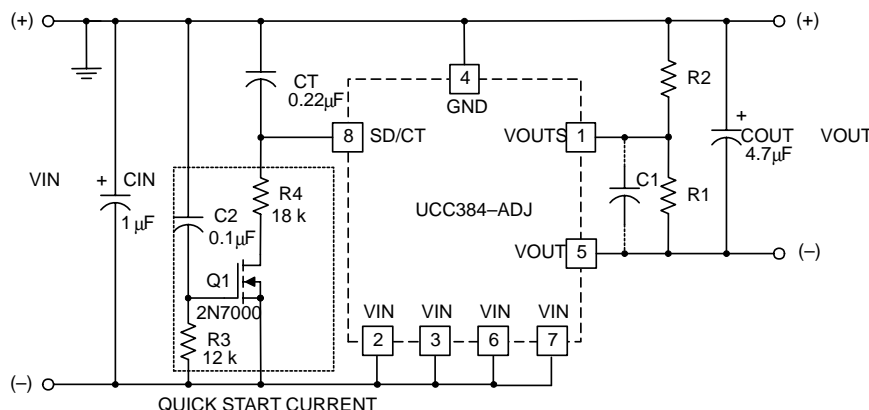 (+)
(+)
CT
0.22µF
4
GND
R2
+
8
SD/CT
VOUTS
1
COUT
4.7µF
VOUT
VIN
+
CIN
1 µF
C2
0.1µF
R4
18 k
UCC384–ADJ
C1
R1
VOUT
5
(–)
Q1
2N7000
R3
12 k
VIN
VIN
VIN
VIN
2
3
6
7
(–)
QUICK START CURRENT